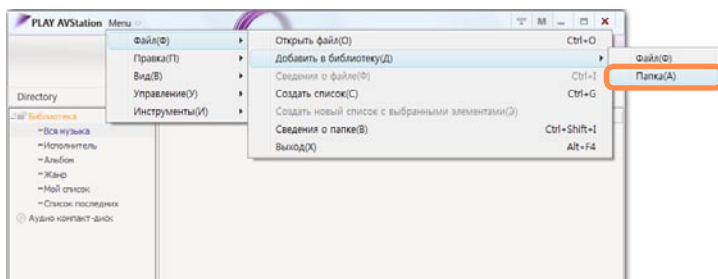 PLAY AVStation Menu
Файл(Ф)
Правка(П)
Вид(В)
Управление(У)
Инструменты(И)
Открыть файл(О) Ctrl+O
Добавить в библиотеку(Д)
Сведения о файле(Ф) Ctrl+I
Создать список(С) Ctrl+G
Создать новый список с выбранными элементами(Э)
Сведения о папке(В) Ctrl+Shift+I
Выход(Х) Alt+F4
Файл(Ф)
Папка(А)
Directory
Библиотека
Вся музыка
Исполнитель
Альбом
Жанр
Мой список
Список последних
Аудио компакт-диск